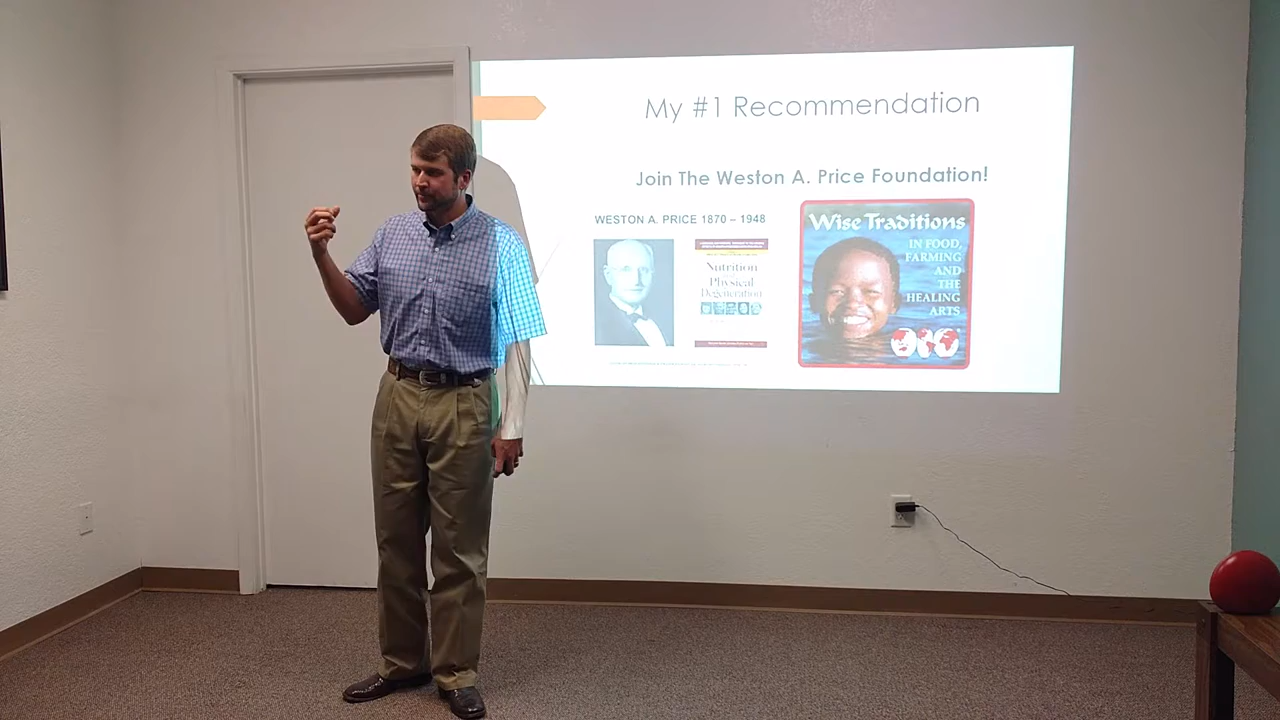 My #1 Recommendation
Join The Weston A. Price Foundation!
WESTON A. PRICE 1870 – 1948
Nutrition
Physical
Degeneration
Wise Traditions
IN FOOD,
FARMING
AND
THE
HEALING
ARTS